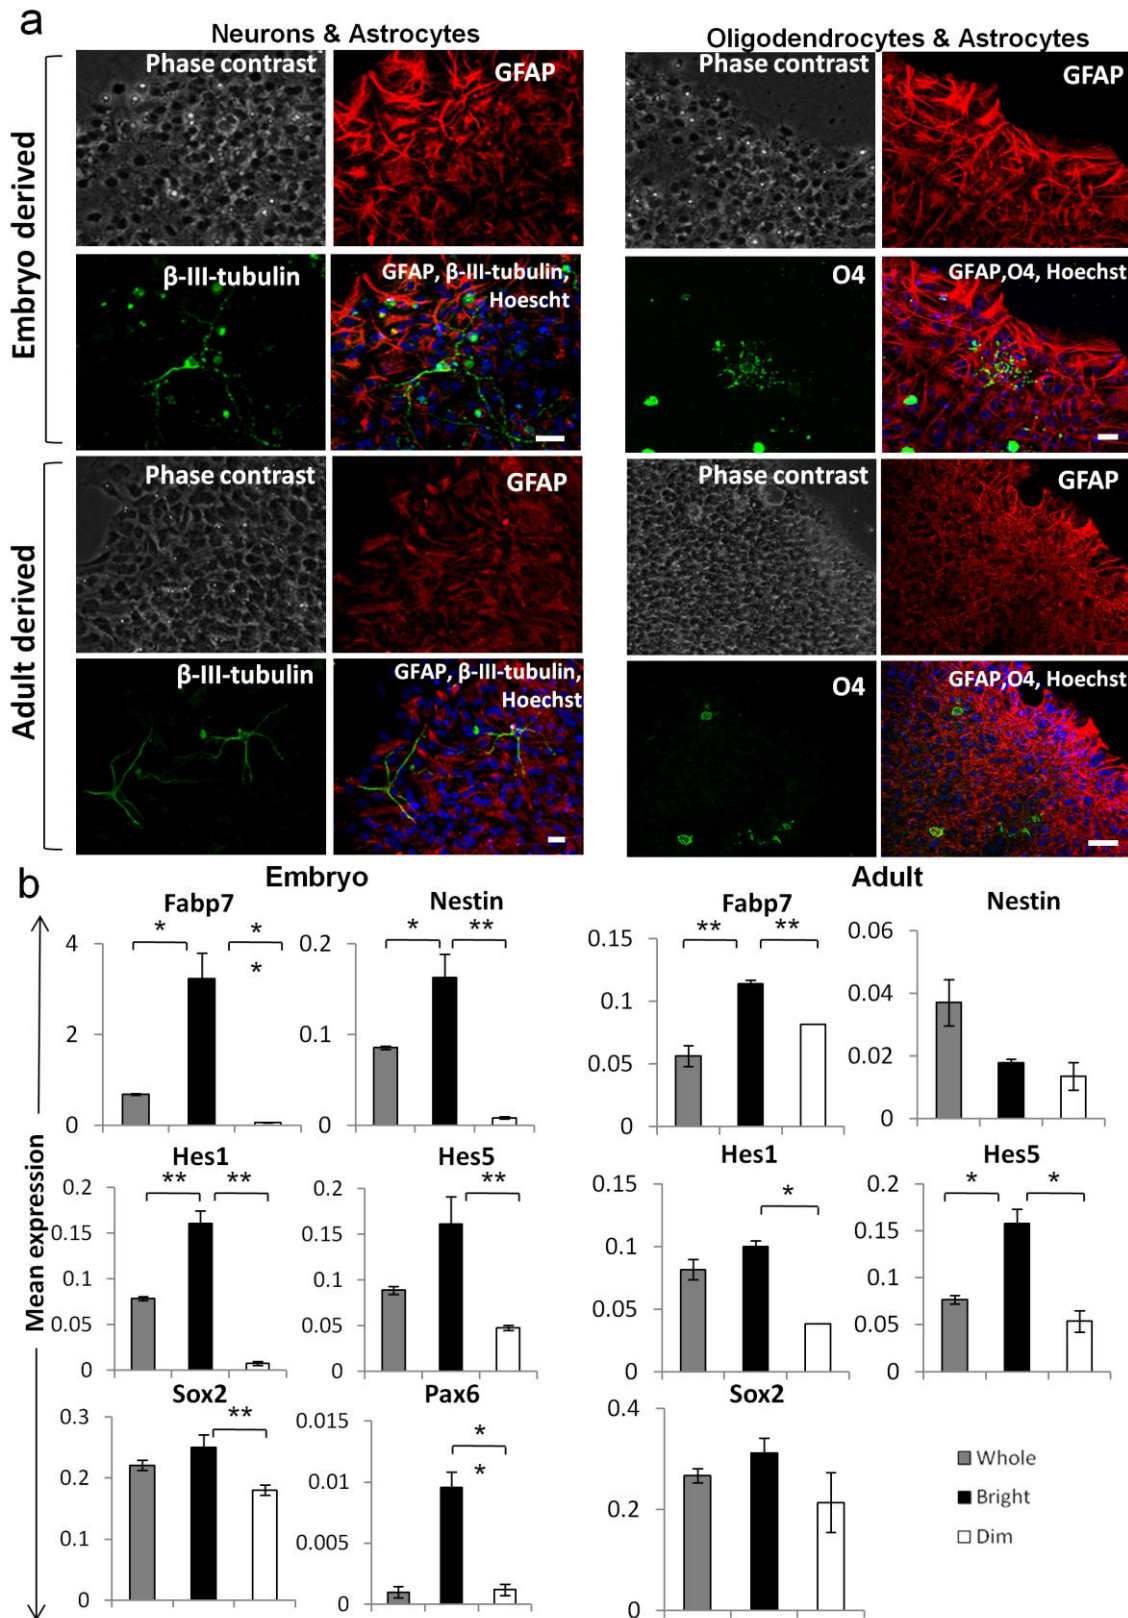 a
Neurons & Astrocytes
Oligodendrocytes & Astrocytes
Embryo derived
Phase contrast
GFAP
Phase contrast
GFAP
β-III-tubulin
GFAP, β-III-tubulin,
Hoescht
O4
GFAP,O4, Hoechst
Adult derived
Phase contrast
GFAP
Phase contrast
GFAP
β-III-tubulin
GFAP, β-III-tubulin,
Hoechst
O4
GFAP,O4, Hoechst
b
Embryo
Adult
Mean expression
Fabp7
* *
*
4
2
0
Nestin
* **
0.2
0.1
0
Fabp7
** **
0.15
0.1
0.05
0
Nestin
0.06
0.04
0.02
0
Hes1
** **
0.2
0.15
0.1
0.05
0
Hes5
**
0.2
0.15
0.1
0.05
0
Hes1
*
0.15
0.1
0.05
0
Hes5
* *
0.2
0.15
0.1
0.05
0
Sox2
**
0.3
0.2
0.1
0
Pax6
*
*
0.015
0.01
0.005
0
Sox2
0.4
0.2
0
Whole
Bright
Dim